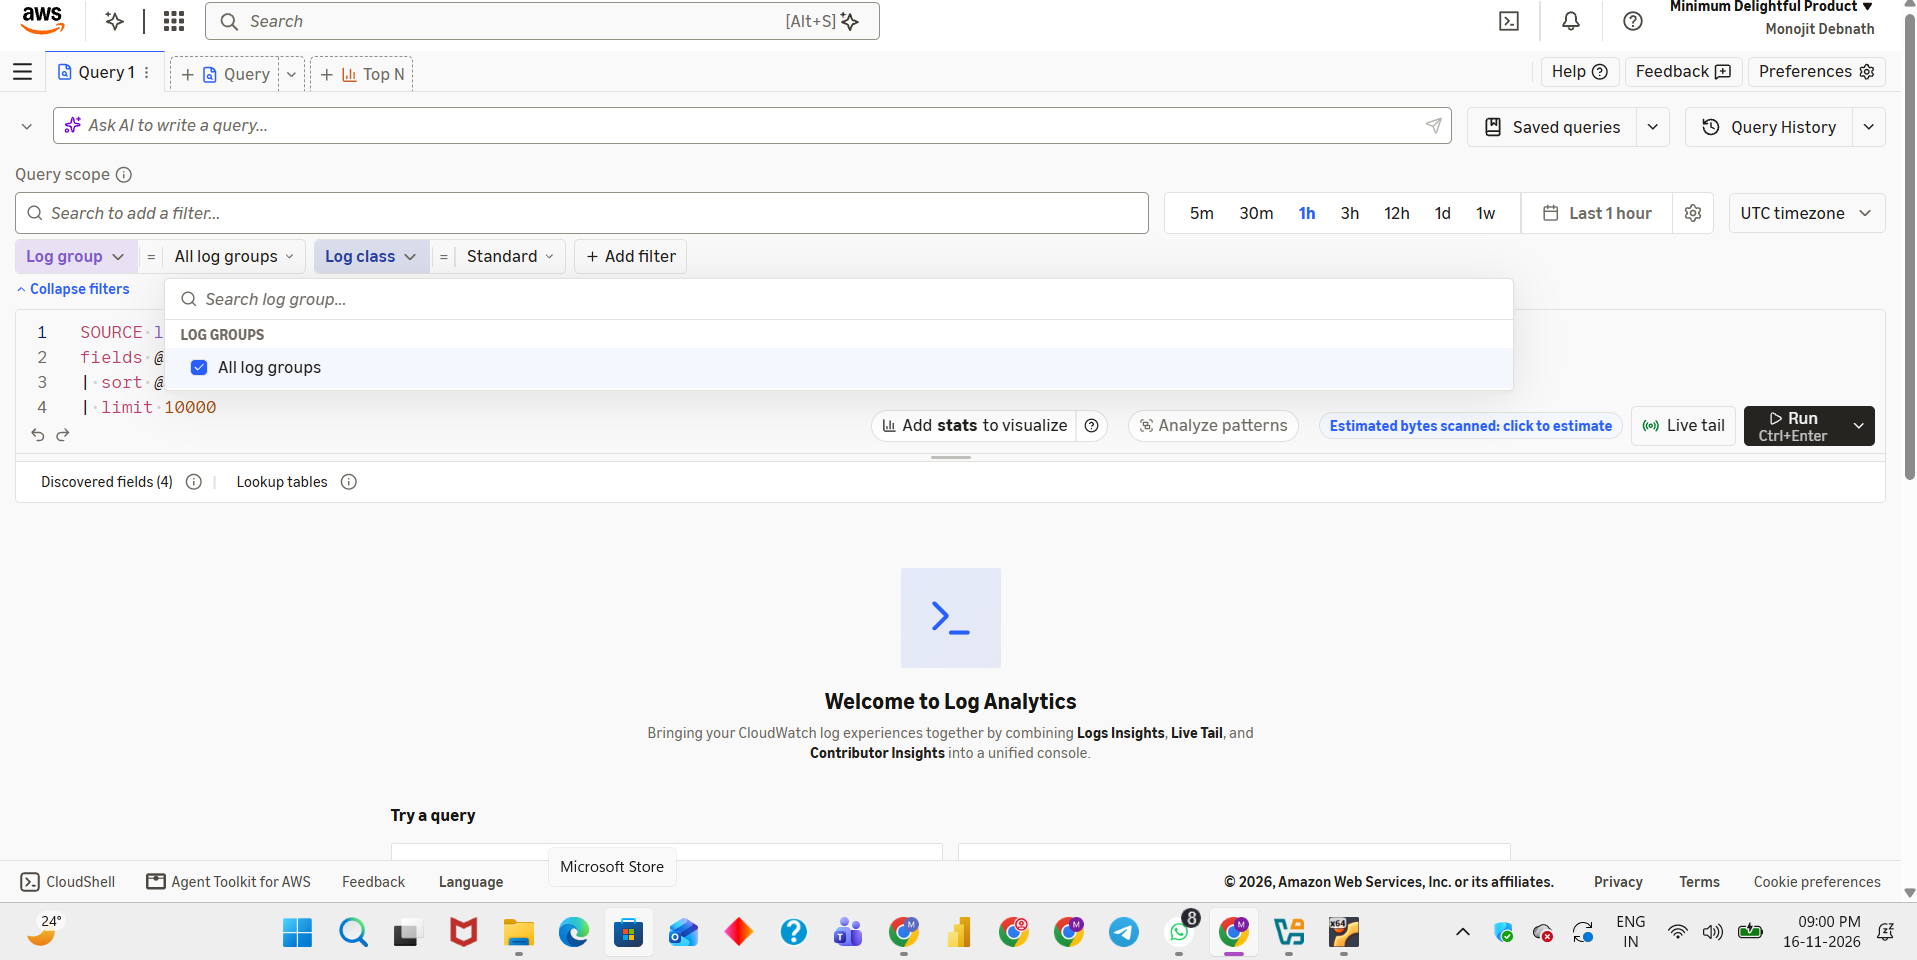 aws
Search [Alt+S]
Minimum Delightful Product
Monojit Debnath
Query 1
Query
Top N
Help
Feedback
Preferences
Ask AI to write a query...
Saved queries
Query History
Query scope
Search to add a filter...
5m 30m 1h 3h 12h 1d 1w
Last 1 hour
UTC timezone
Log group = All log groups
Log class = Standard
+ Add filter
Collapse filters
Search log group...
LOG GROUPS
All log groups
1 SOURCE l
2 fields @
3 | sort @
4 | limit 10000
Add stats to visualize
Analyze patterns
Estimated bytes scanned: click to estimate
Live tail
Run
Ctrl+Enter
Discovered fields (4)
Lookup tables
Welcome to Log Analytics
Bringing your CloudWatch log experiences together by combining Logs Insights, Live Tail, and
Contributor Insights into a unified console.
Try a query
Microsoft Store
CloudShell
Agent Toolkit for AWS
Feedback
Language
© 2026, Amazon Web Services, Inc. or its affiliates.
Privacy
Terms
Cookie preferences
24°
8
x64
ENG
IN
09:00 PM
16-11-2026